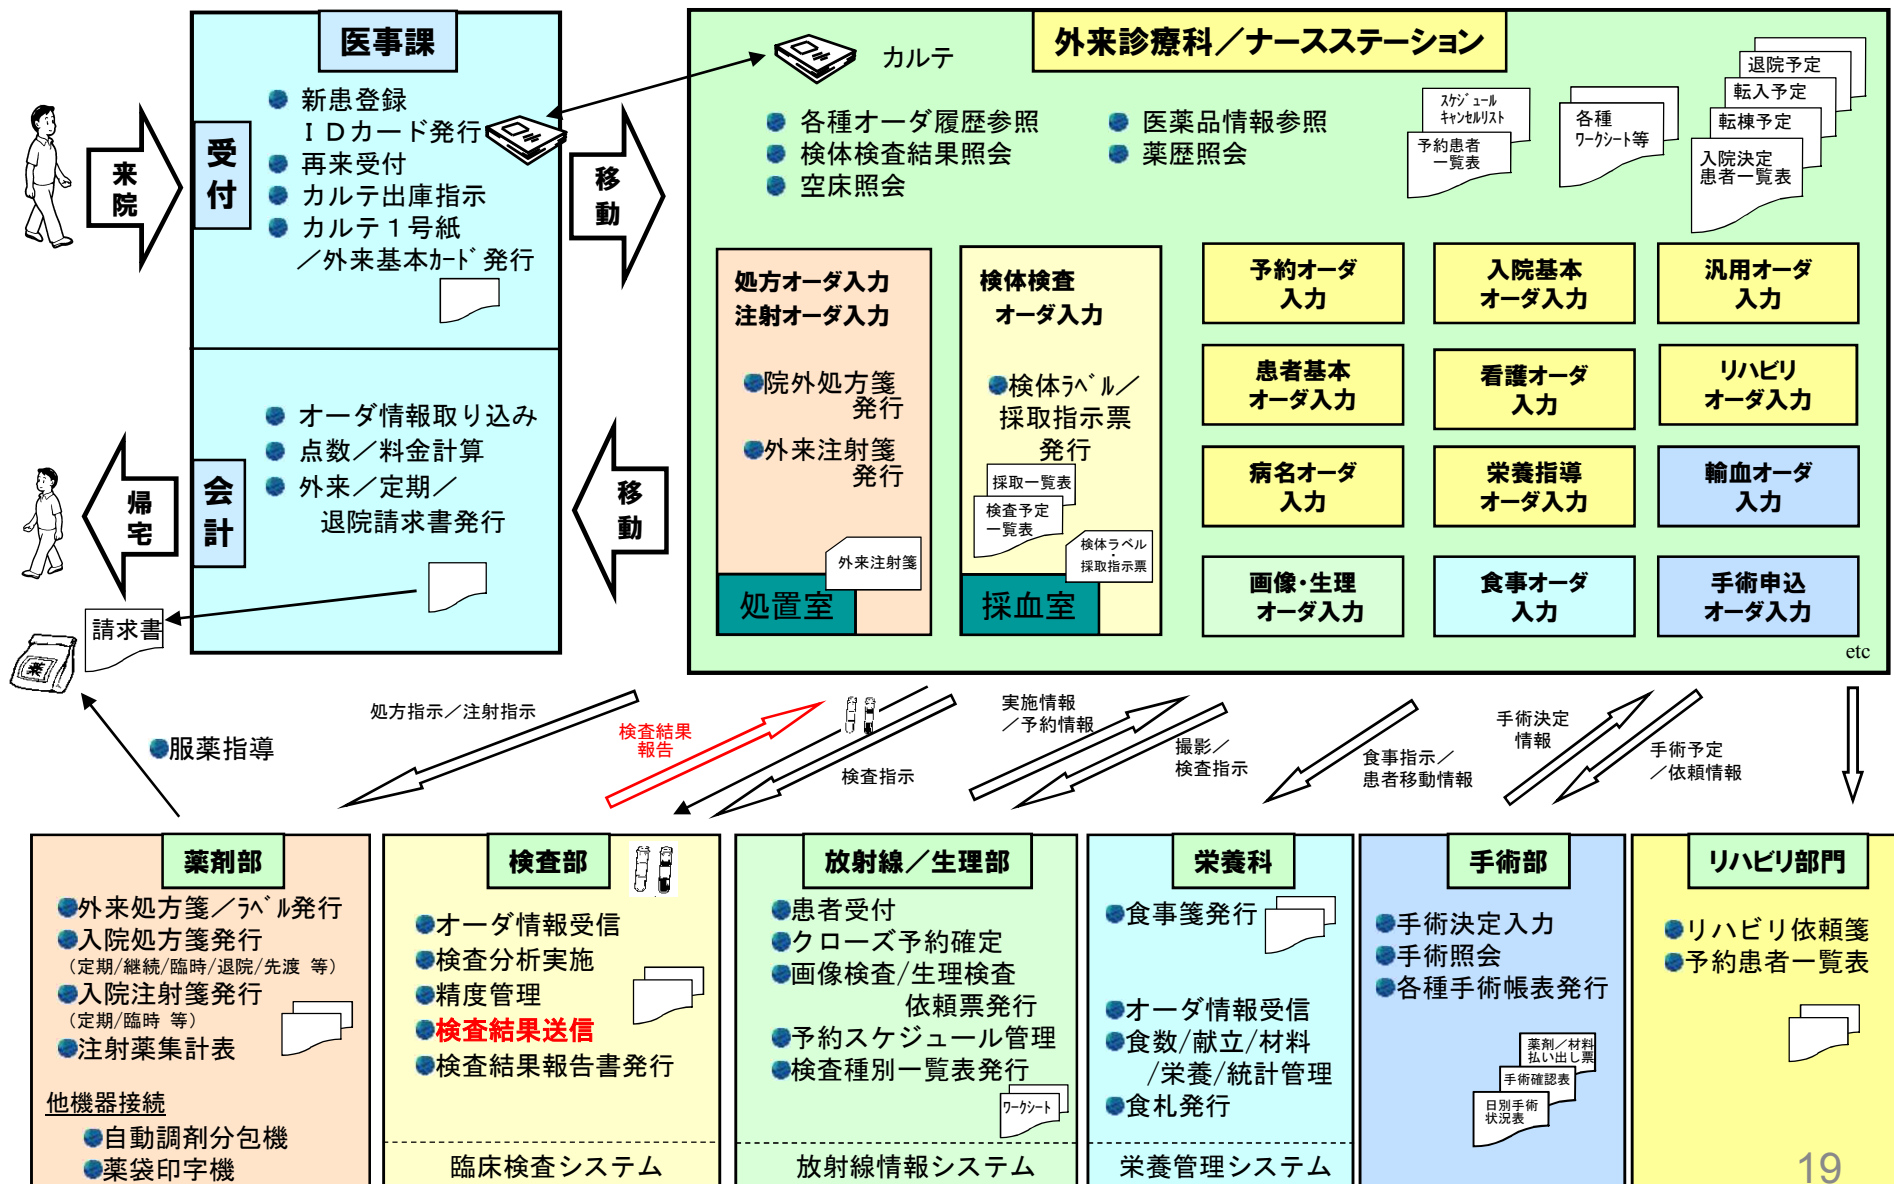 医事課
来院
受付
新患登録
ＩＤカード発行
再来受付
カルテ出庫指示
カルテ１号紙
／外来基本ｶｰﾄﾞ発行
移動
オーダ情報取り込み
点数／料金計算
外来／定期／
退院請求書発行
会計
帰宅
移動
請求書
薬
外来診療科／ナースステーション
カルテ
各種オーダ履歴参照
検体検査結果照会
空床照会
医薬品情報参照
薬歴照会
ｽｹｼﾞｭｰﾙ
ｷｬﾝｾﾙﾘｽﾄ
予約患者
一覧表
各種
ﾜｰｸｼｰﾄ等
退院予定
転入予定
転棟予定
入院決定
患者一覧表
処方オーダ入力
注射オーダ入力
院外処方箋
発行
外来注射箋
発行
外来注射箋
処置室
検体検査
オーダ入力
検体ﾗﾍﾞﾙ／
採取指示票
発行
採取一覧表
検査予定
一覧表
検体ラベル
・
採取指示票
採血室
予約オーダ
入力
入院基本
オーダ入力
汎用オーダ
入力
患者基本
オーダ入力
看護オーダ
入力
リハビリ
オーダ入力
病名オーダ
入力
栄養指導
オーダ入力
輸血オーダ
入力
画像・生理
オーダ入力
食事オーダ
入力
手術申込
オーダ入力
etc
服薬指導
処方指示／注射指示
検査結果
報告
検査指示
実施情報
／予約情報
撮影／
検査指示
食事指示／
患者移動情報
手術決定
情報
手術予定
／依頼情報
薬剤部
外来処方箋／ﾗﾍﾞﾙ発行
入院処方箋発行
（定期/継続/臨時/退院/先渡 等）
入院注射箋発行
（定期/臨時 等）
注射薬集計表
他機器接続
自動調剤分包機
薬袋印字機
検査部
オーダ情報受信
検査分析実施
精度管理
検査結果送信
検査結果報告書発行
臨床検査システム
放射線／生理部
患者受付
クローズ予約確定
画像検査/生理検査
依頼票発行
予約スケジュール管理
検査種別一覧表発行
ﾜｰｸｼｰﾄ
放射線情報システム
栄養科
食事箋発行
オーダ情報受信
食数/献立/材料
/栄養/統計管理
食札発行
栄養管理システム
手術部
手術決定入力
手術照会
各種手術帳表発行
薬剤／材料
払い出し票
手術確認表
日別手術
状況表
リハビリ部門
リハビリ依頼箋
予約患者一覧表
19